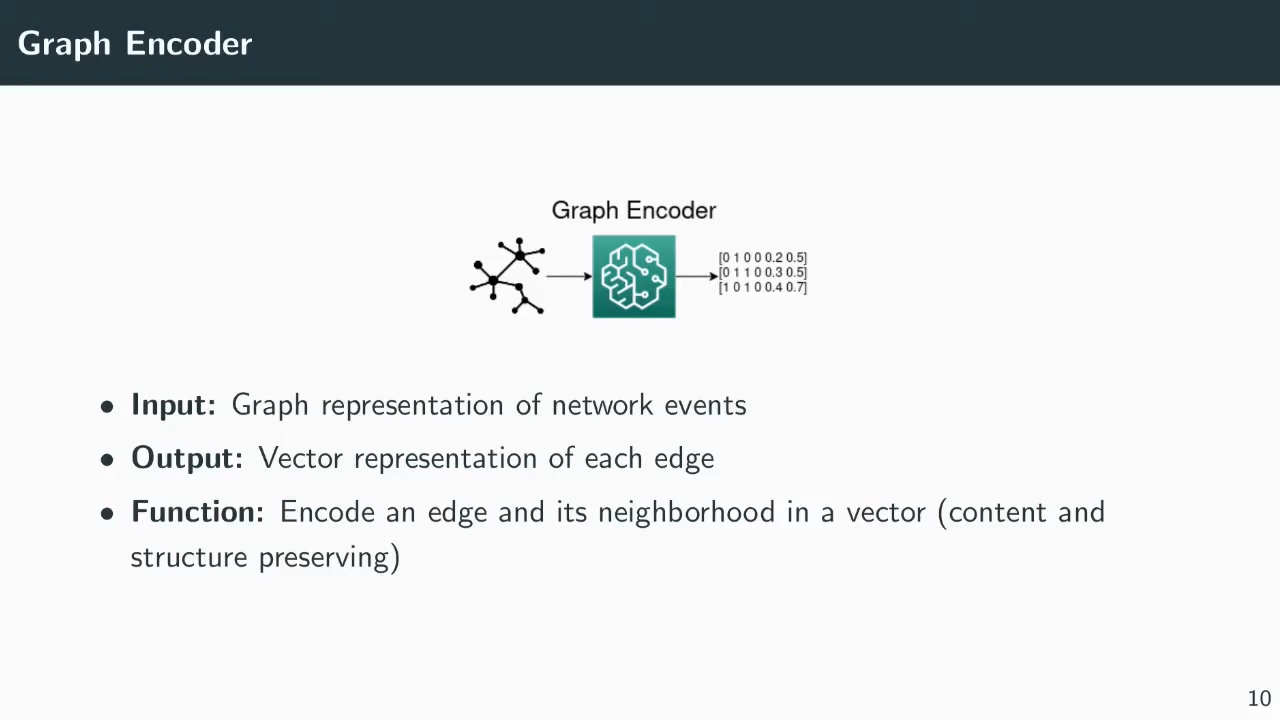 Graph Encoder
Graph Encoder
[0 1 0 0 0.2 0.5]
[0 1 1 0 0.3 0.5]
[1 0 1 0 0.4 0.7]
• Input: Graph representation of network events
• Output: Vector representation of each edge
• Function: Encode an edge and its neighborhood in a vector (content and
structure preserving)
10